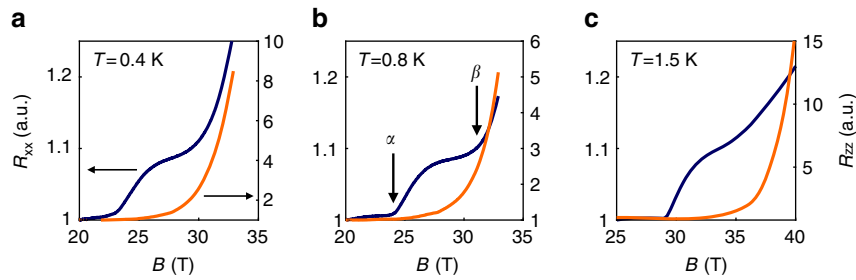 a
b
c
T=0.4 K
T=0.8 K
T=1.5 K
α
β
R_xx (a.u.)
1.2
1.1
1
10
8
6
4
2
1.2
1.1
1
6
5
4
3
2
1
1.2
1.1
1
15
10
5
R_zz (a.u.)
20 25 30 35
20 25 30 35
25 30 35 40
B (T)
B (T)
B (T)